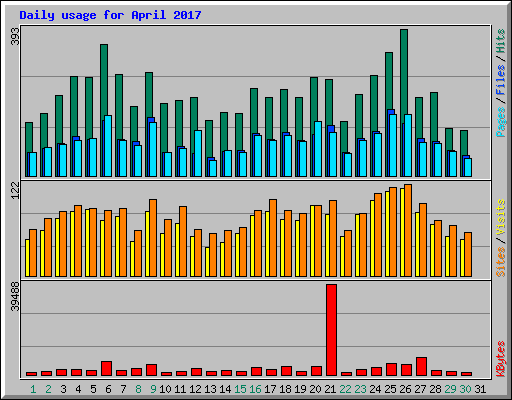 Daily usage for April 2017
393
Pages / Files / Hits
122
Sites / Visits
39488
KBytes
1 2 3 4 5 6 7 8 9 10 11 12 13 14 15 16 17 18 19 20 21 22 23 24 25 26 27 28 29 30 31